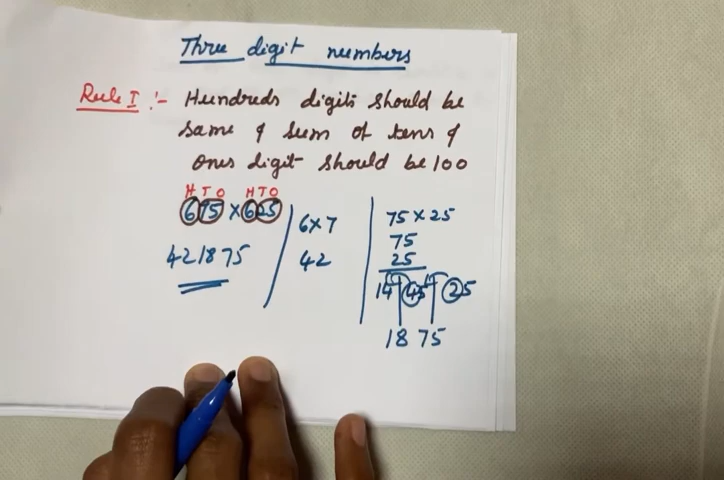 Three digit numbers
Rule I :- Hundreds digits should be
same & sum of tens &
ones digit should be 100
H T O H T O
675 × 625
421875
6 × 7
42
75 × 25
75
25
14 45 25
18 75